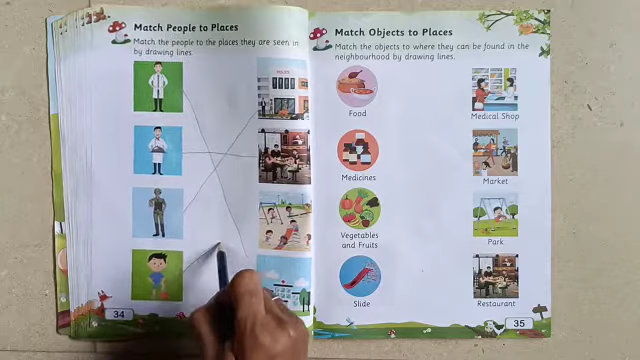 Match People to Places
Match the people to the places they are seen in
by drawing lines.
34
Match Objects to Places
Match the objects to where they can be found in the
neighbourhood by drawing lines.
Food
Medical Shop
Medicines
Market
Vegetables
and Fruits
Park
Slide
Restaurant
35